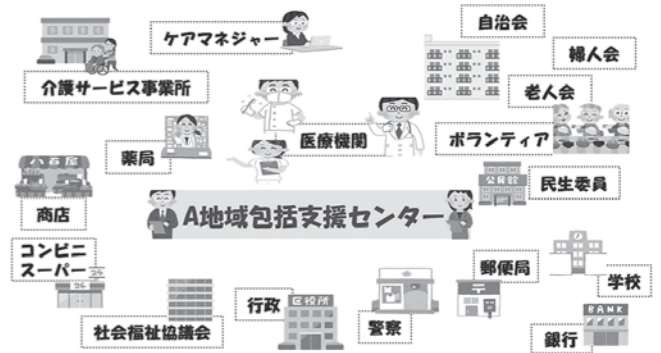 ケアマネジャー
自治会
婦人会
介護サービス事業所
老人会
医療機関
ボランティア
薬局
八百屋
公民館
民生委員
商店
A地域包括支援センター
コンビニ
スーパー
24
24
郵便局
学校
社会福祉協議会
行政
区役所
警察
銀行
BANK